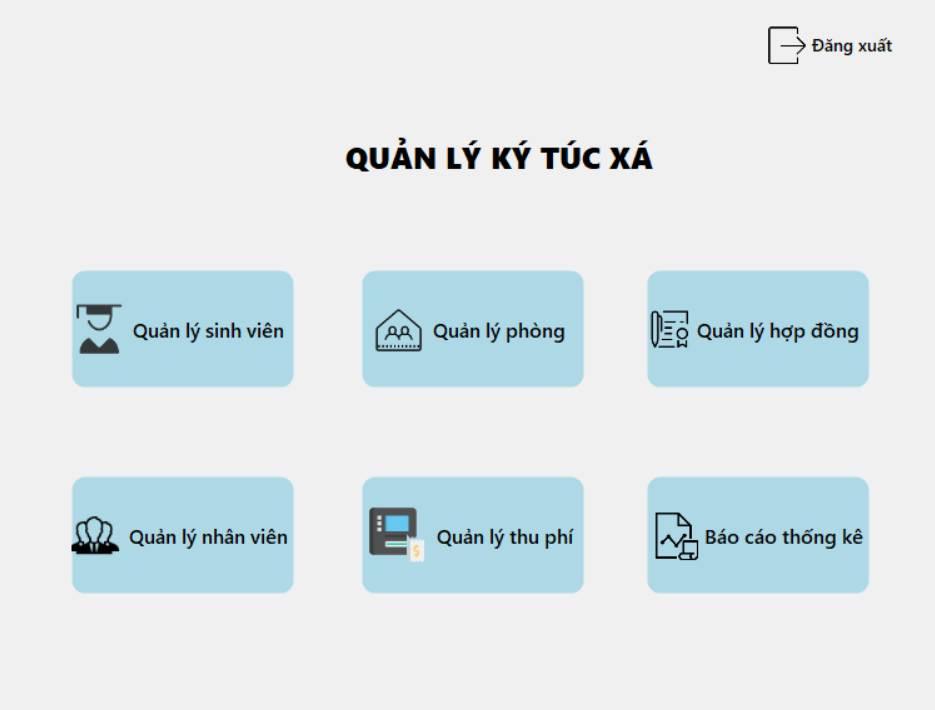 Đăng xuất
QUẢN LÝ KÝ TÚC XÁ
Quản lý sinh viên
Quản lý phòng
Quản lý hợp đồng
Quản lý nhân viên
$
Quản lý thu phí
Báo cáo thống kê